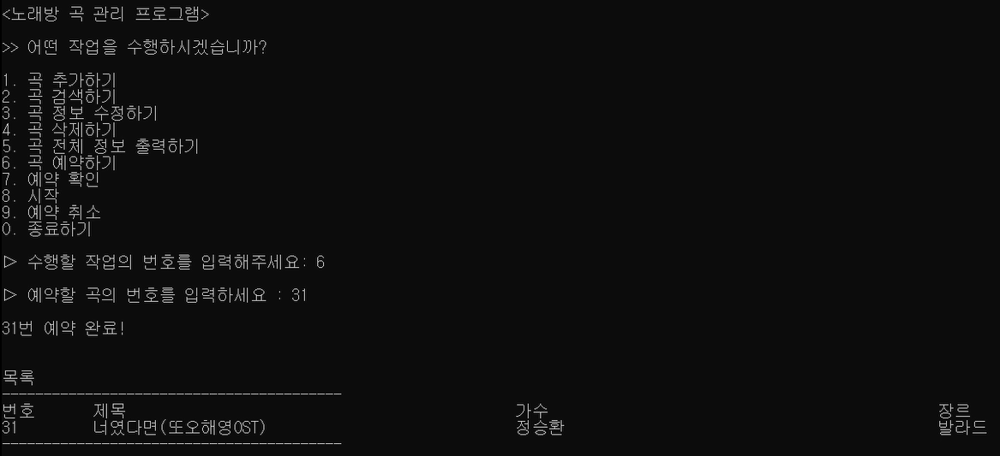 <노래방 곡 관리 프로그램>
>> 어떤 작업을 수행하시겠습니까?
1. 곡 추가하기
2. 곡 검색하기
3. 곡 정보 수정하기
4. 곡 삭제하기
5. 곡 전체 정보 출력하기
6. 곡 예약하기
7. 예약 확인
8. 시작
9. 예약 취소
0. 종료하기
▷ 수행할 작업의 번호를 입력해주세요: 6
▷ 예약할 곡의 번호를 입력하세요 : 31
31번 예약 완료!
목록
-----------------------------------------
번호 제목 가수 장르
31 너였다면(또오해영OST) 정승환 발라드
-----------------------------------------